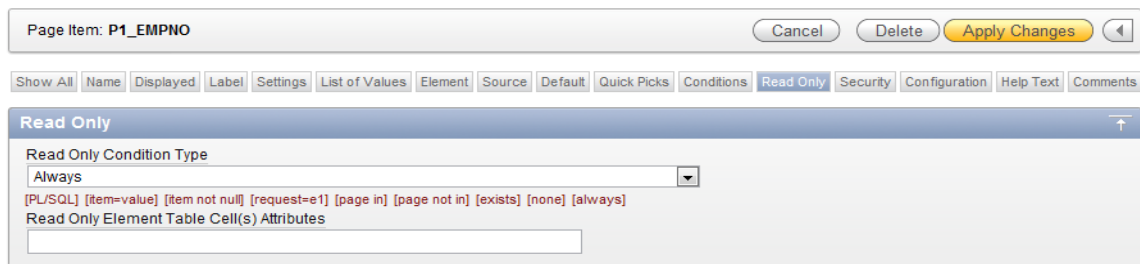 Page Item: P1_EMPNO Cancel Delete Apply Changes
Show All Name Displayed Label Settings List of Values Element Source Default Quick Picks Conditions Read Only Security Configuration Help Text Comments
Read Only
Read Only Condition Type
Always
[PL/SQL] [item=value] [item not null] [request=e1] [page in] [page not in] [exists] [none] [always]
Read Only Element Table Cell(s) Attributes